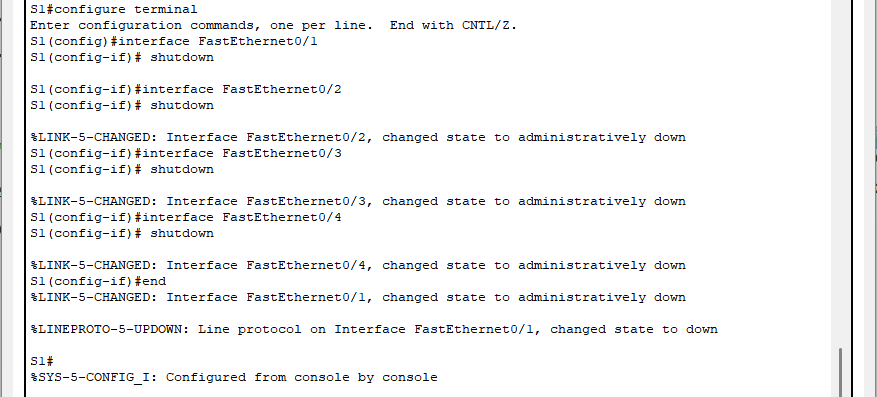 S1#configure terminal
Enter configuration commands, one per line.  End with CNTL/Z.
S1(config)#interface FastEthernet0/1
S1(config-if)# shutdown
S1(config-if)#interface FastEthernet0/2
S1(config-if)# shutdown
%LINK-5-CHANGED: Interface FastEthernet0/2, changed state to administratively down
S1(config-if)#interface FastEthernet0/3
S1(config-if)# shutdown
%LINK-5-CHANGED: Interface FastEthernet0/3, changed state to administratively down
S1(config-if)#interface FastEthernet0/4
S1(config-if)# shutdown
%LINK-5-CHANGED: Interface FastEthernet0/4, changed state to administratively down
S1(config-if)#end
%LINK-5-CHANGED: Interface FastEthernet0/1, changed state to administratively down
%LINEPROTO-5-UPDOWN: Line protocol on Interface FastEthernet0/1, changed state to down
S1#
%SYS-5-CONFIG_I: Configured from console by console